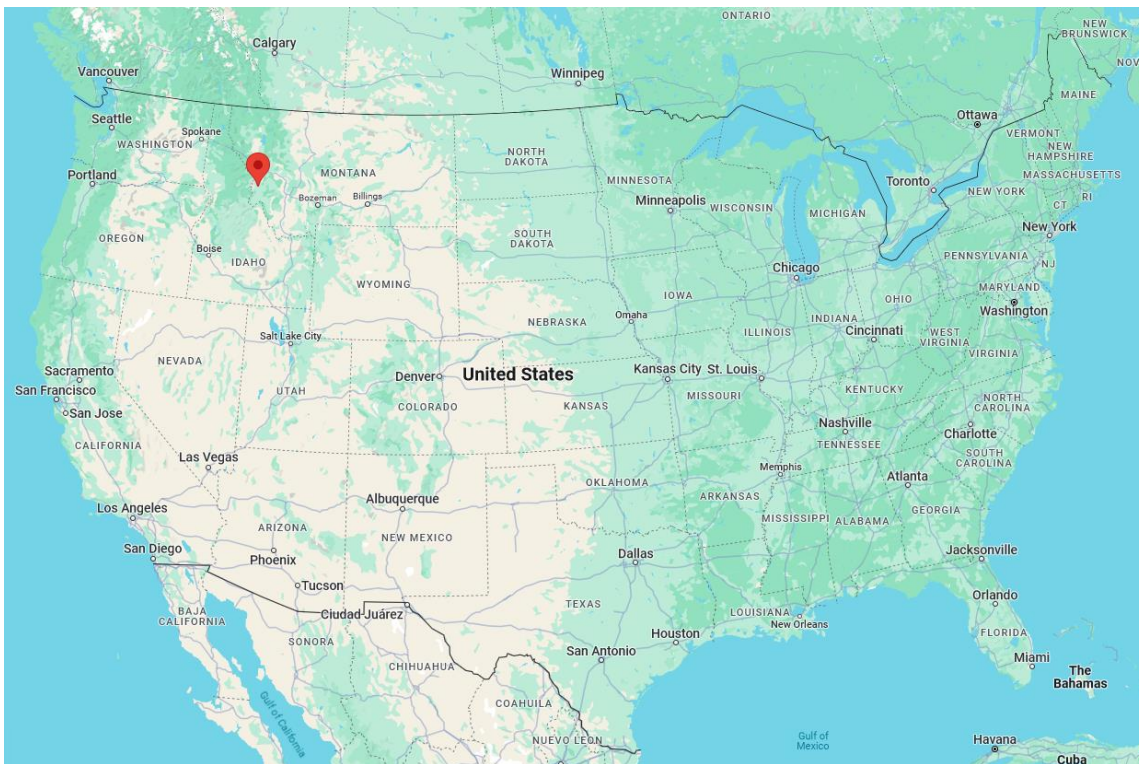 ONTARIO
NEW
BRUNSWICK
NOV
Calgary
Winnipeg
Vancouver
Seattle
Spokane
WASHINGTON
Ottawa
MAINE
VERMONT
NEW
HAMPSHIRE
MASSACHUSETTS
CT
RI
Portland
MONTANA
NORTH
DAKOTA
MINNESOTA
Toronto
NEW YORK
Bozeman
Billings
Minneapolis
WISCONSIN
MICHIGAN
New York
OREGON
Boise
IDAHO
SOUTH
DAKOTA
PENNSYLVANIA
NJ
Chicago
WYOMING
IOWA
OHIO
MARYLAND
Washington
NEBRASKA
Omaha
ILLINOIS
INDIANA
Cincinnati
WEST
VIRGINIA
VIRGINIA
Salt Lake City
NEVADA
UTAH
Sacramento
San Francisco
San Jose
Denver
United States
Kansas City
St. Louis
COLORADO
KANSAS
MISSOURI
KENTUCKY
NORTH
CAROLINA
CALIFORNIA
Las Vegas
Nashville
TENNESSEE
Charlotte
SOUTH
CAROLINA
Memphis
Los Angeles
Albuquerque
OKLAHOMA
ARKANSAS
Atlanta
ARIZONA
NEW MEXICO
MISSISSIPPI
ALABAMA
GEORGIA
San Diego
Phoenix
Dallas
Jacksonville
Tucson
BAJA
CALIFORNIA
Ciudad Juárez
TEXAS
LOUISIANA
New Orleans
Orlando
SONORA
Houston
FLORIDA
San Antonio
CHIHUAHUA
Miami
The
Bahamas
COAHUILA
Gulf of California
NUEVO LEON
Gulf of
Mexico
Havana
Cuba